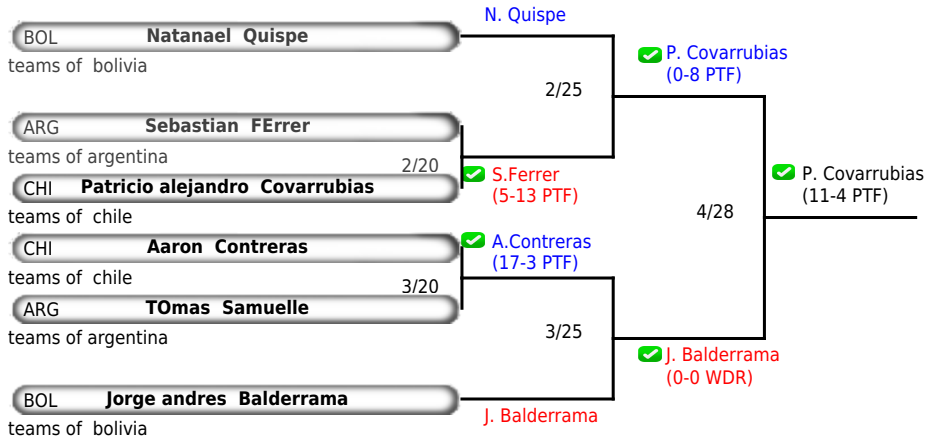 N. Quispe
BOL Natanael Quispe
teams of bolivia
P. Covarrubias
(0-8 PTF)
2/25
ARG Sebastian FErrer
teams of argentina
2/20
S.Ferrer
(5-13 PTF)
CHI Patricio alejandro Covarrubias
teams of chile
P. Covarrubias
(11-4 PTF)
4/28
CHI Aaron Contreras
teams of chile
A.Contreras
(17-3 PTF)
3/20
ARG TOmas Samuelle
teams of argentina
3/25
J. Balderrama
(0-0 WDR)
BOL Jorge andres Balderrama
teams of bolivia
J. Balderrama